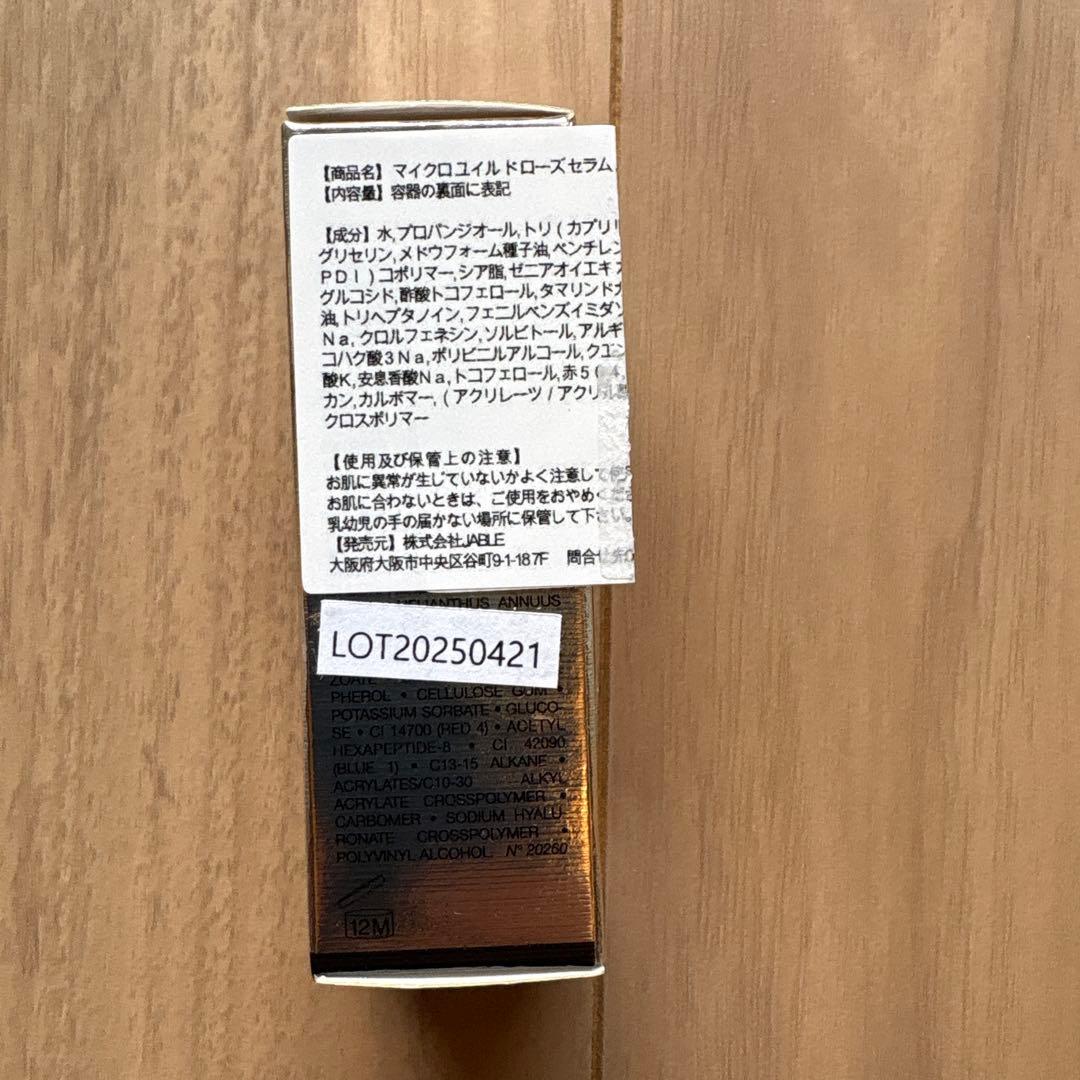 【商品名】マイクロユイルドローズセラム
【内容量】容器の裏面に表記
【成分】水,プロパンジオール,トリ(カプリ
グリセリン,メドウフォーム種子油,ペンチレン
PDI)コポリマー,シア脂,ゼニアオイエキ
グルコシド,酢酸トコフェロール,タマリンド
油,トリヘプタノイン,フェニルベンズイミダ
Na,クロルフェネシン,ソルビトール,アルギ
コハク酸3Na,ポリビニルアルコール,クエン
酸K,安息香酸Na,トコフェロール,赤504,
カン,カルボマー,(アクリレーツ/アクリル酸
クロスポリマー
【使用及び保管上の注意】
お肌に異常が生じていないかよく注意して
お肌に合わないときは、ご使用をおやめくださ
乳幼児の手の届かない場所に保管して下さい。
【発売元】株式会社JABLE
大阪府大阪市中央区谷町9-1-18 7F 問合せ先
HELIANTHUS ANNUUS
LOT20250421
PHEROL • CELLULOSE GUM •
POTASSIUM SORBATE • GLUCO-
SE • CI 14700 (RED 4) • ACETYL
HEXAPEPTIDE-8 • CI 42090
(BLUE 1) • C13-15 ALKANE •
ACRYLATES/C10-30 ALKYL
ACRYLATE CROSSPOLYMER •
CARBOMER • SODIUM HYALU-
RONATE CROSSPOLYMER •
POLYVINYL ALCOHOL. N° 20260
12M